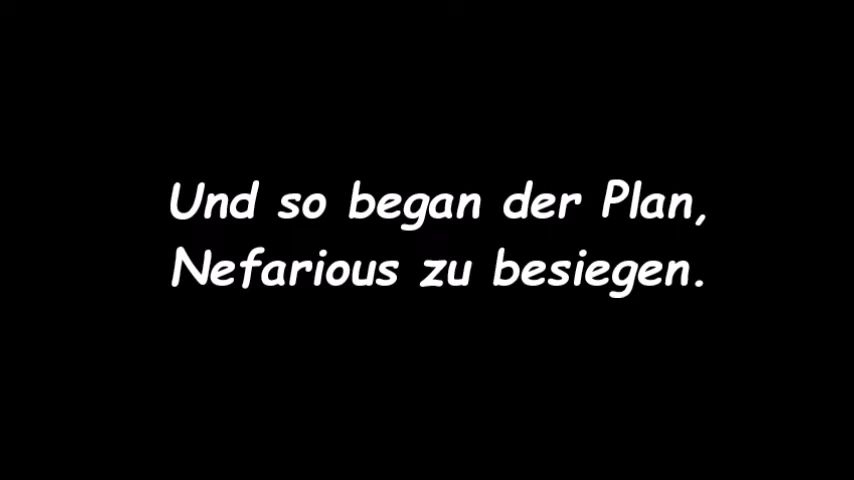 Und so began der Plan,
Nefarious zu besiegen.